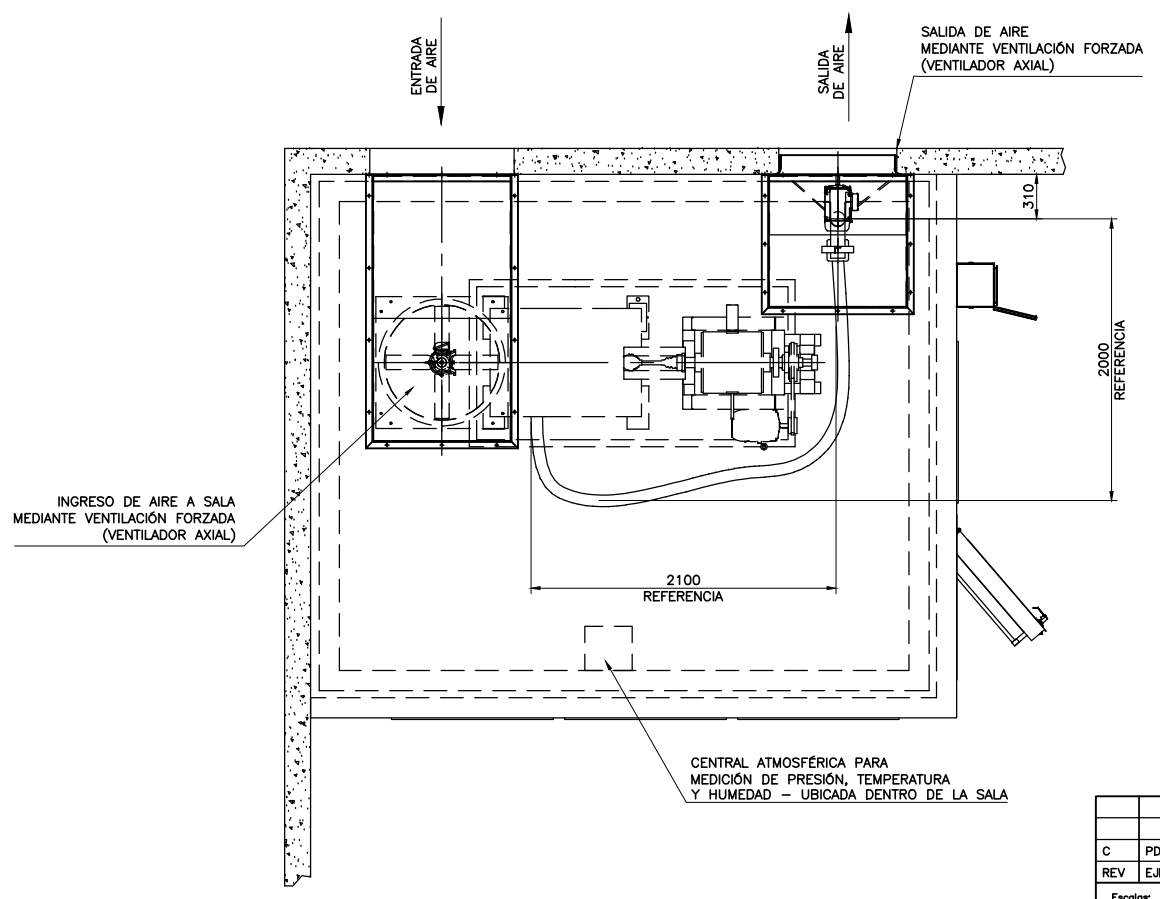 ENTRADA
DE AIRE
SALIDA
DE AIRE
SALIDA DE AIRE
MEDIANTE VENTILACIÓN FORZADA
(VENTILADOR AXIAL)
310
2000
REFERENCIA
INGRESO DE AIRE A SALA
MEDIANTE VENTILACIÓN FORZADA
(VENTILADOR AXIAL)
2100
REFERENCIA
CENTRAL ATMOSFÉRICA PARA
MEDICIÓN DE PRESIÓN, TEMPERATURA
Y HUMEDAD – UBICADA DENTRO DE LA SALA
C PD
REV
Escalas: